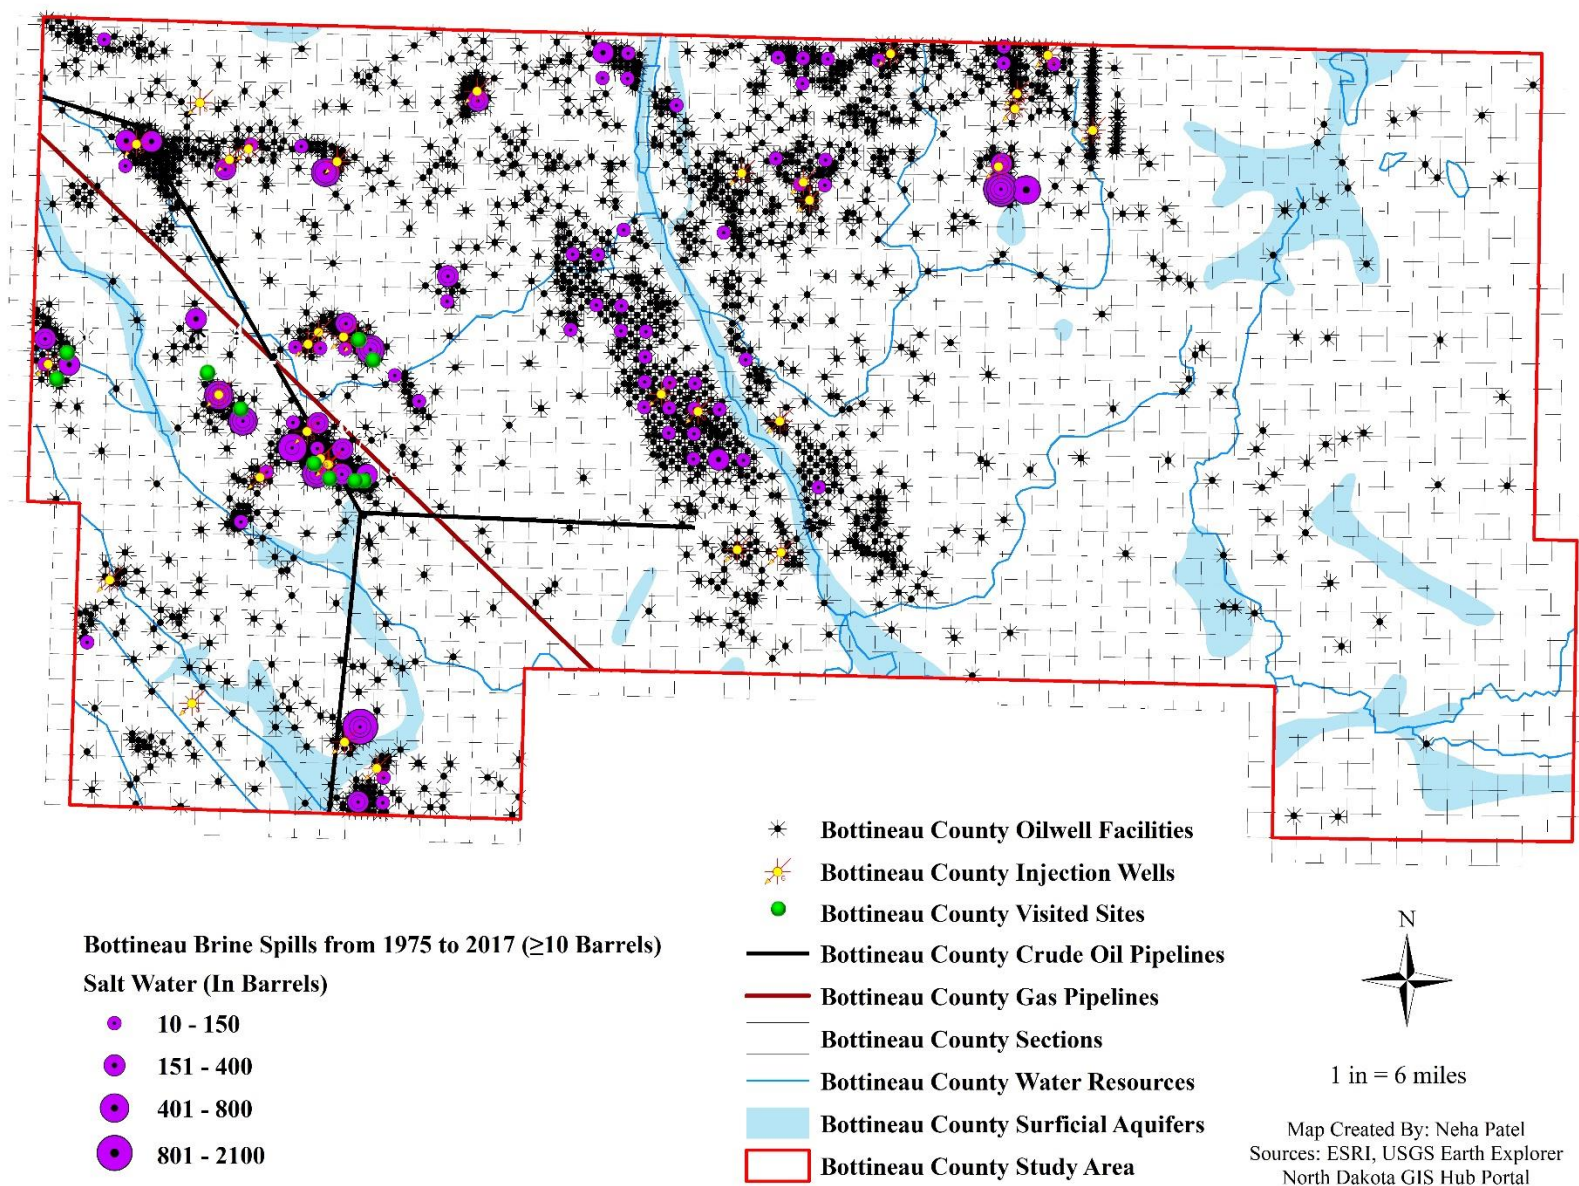 Bottineau County Oilwell Facilities
Bottineau County Injection Wells
Bottineau County Visited Sites
Bottineau County Crude Oil Pipelines
Bottineau County Gas Pipelines
Bottineau County Sections
Bottineau County Water Resources
Bottineau County Surficial Aquifers
Bottineau County Study Area
Bottineau Brine Spills from 1975 to 2017 (≥10 Barrels)
Salt Water (In Barrels)
10 - 150
151 - 400
401 - 800
801 - 2100
N
1 in = 6 miles
Map Created By: Neha Patel
Sources: ESRI, USGS Earth Explorer
North Dakota GIS Hub Portal